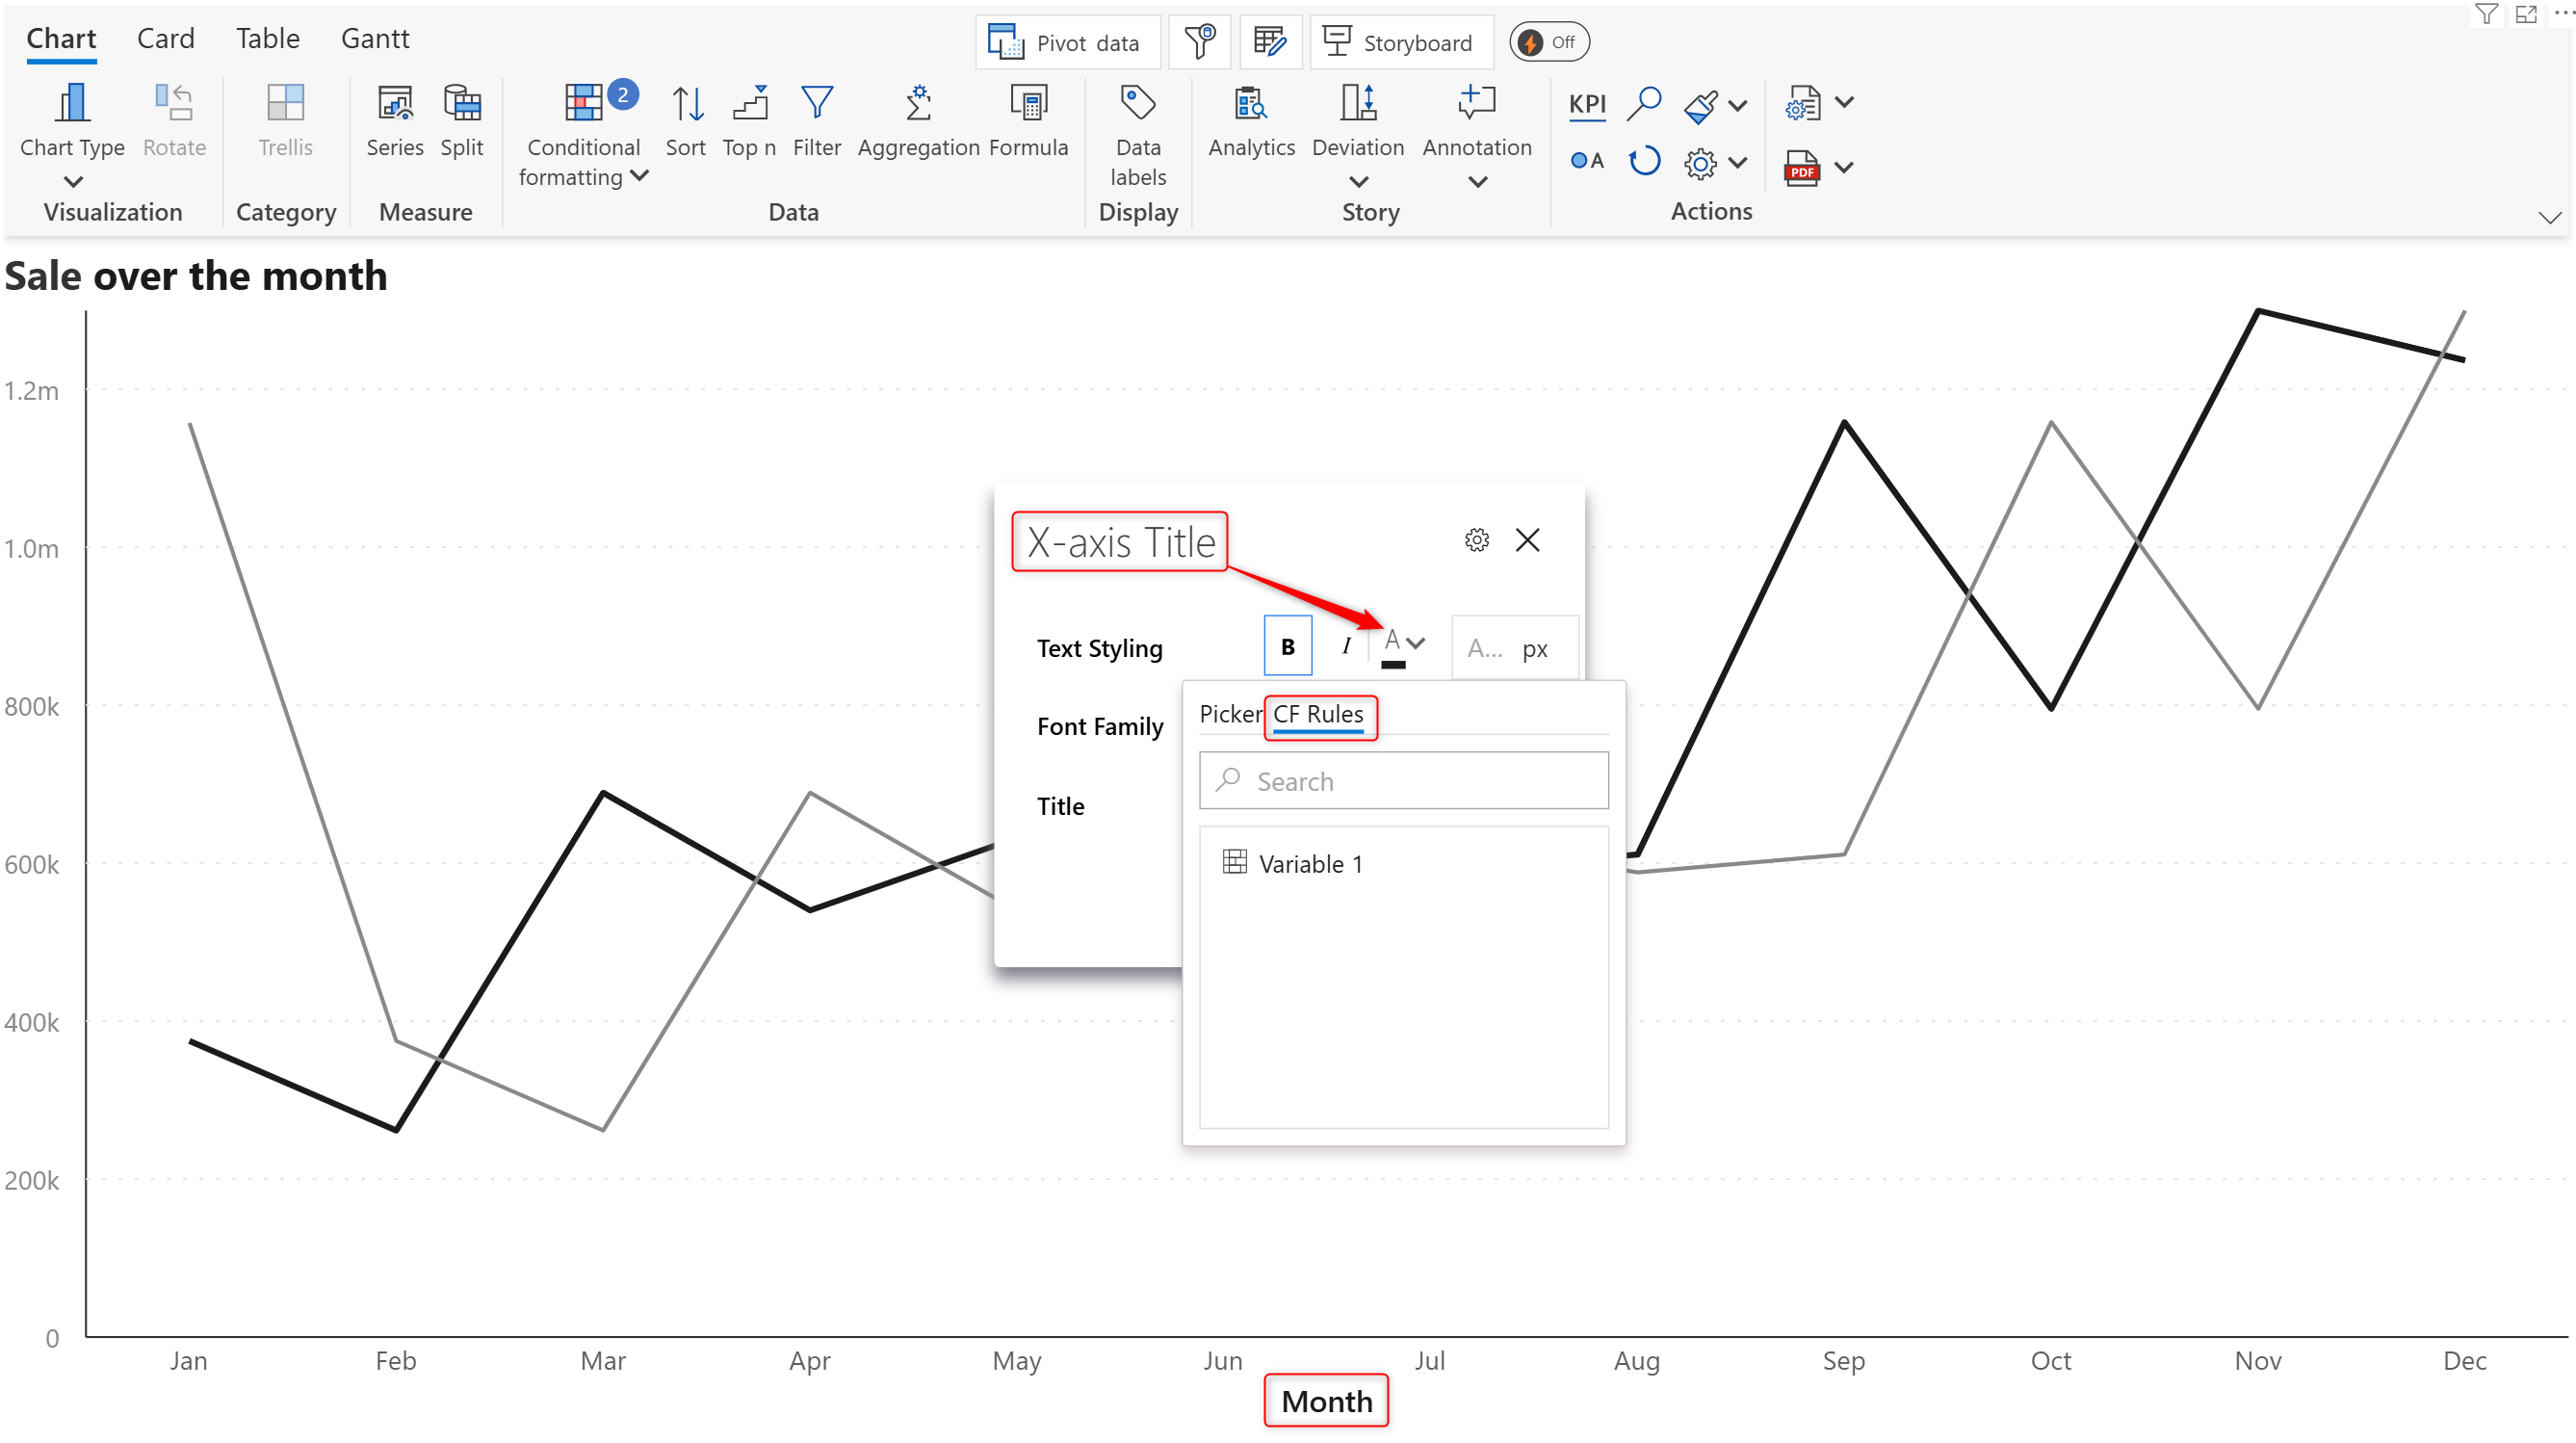 Chart Card Table Gantt
Pivot data Storyboard Off
Chart Type Rotate Trellis Series Split Conditional formatting 2 Sort Top n Filter Aggregation Formula Data labels Analytics Deviation Annotation KPI A PDF
Visualization Category Measure Data Display Story Actions
Sale over the month
1.2m
1.0m
800k
600k
400k
200k
0
X-axis Title
Text Styling B I A A... px
Font Family
Title
Picker CF Rules
Search
Variable 1
Jan Feb Mar Apr May Jun Jul Aug Sep Oct Nov Dec
Month